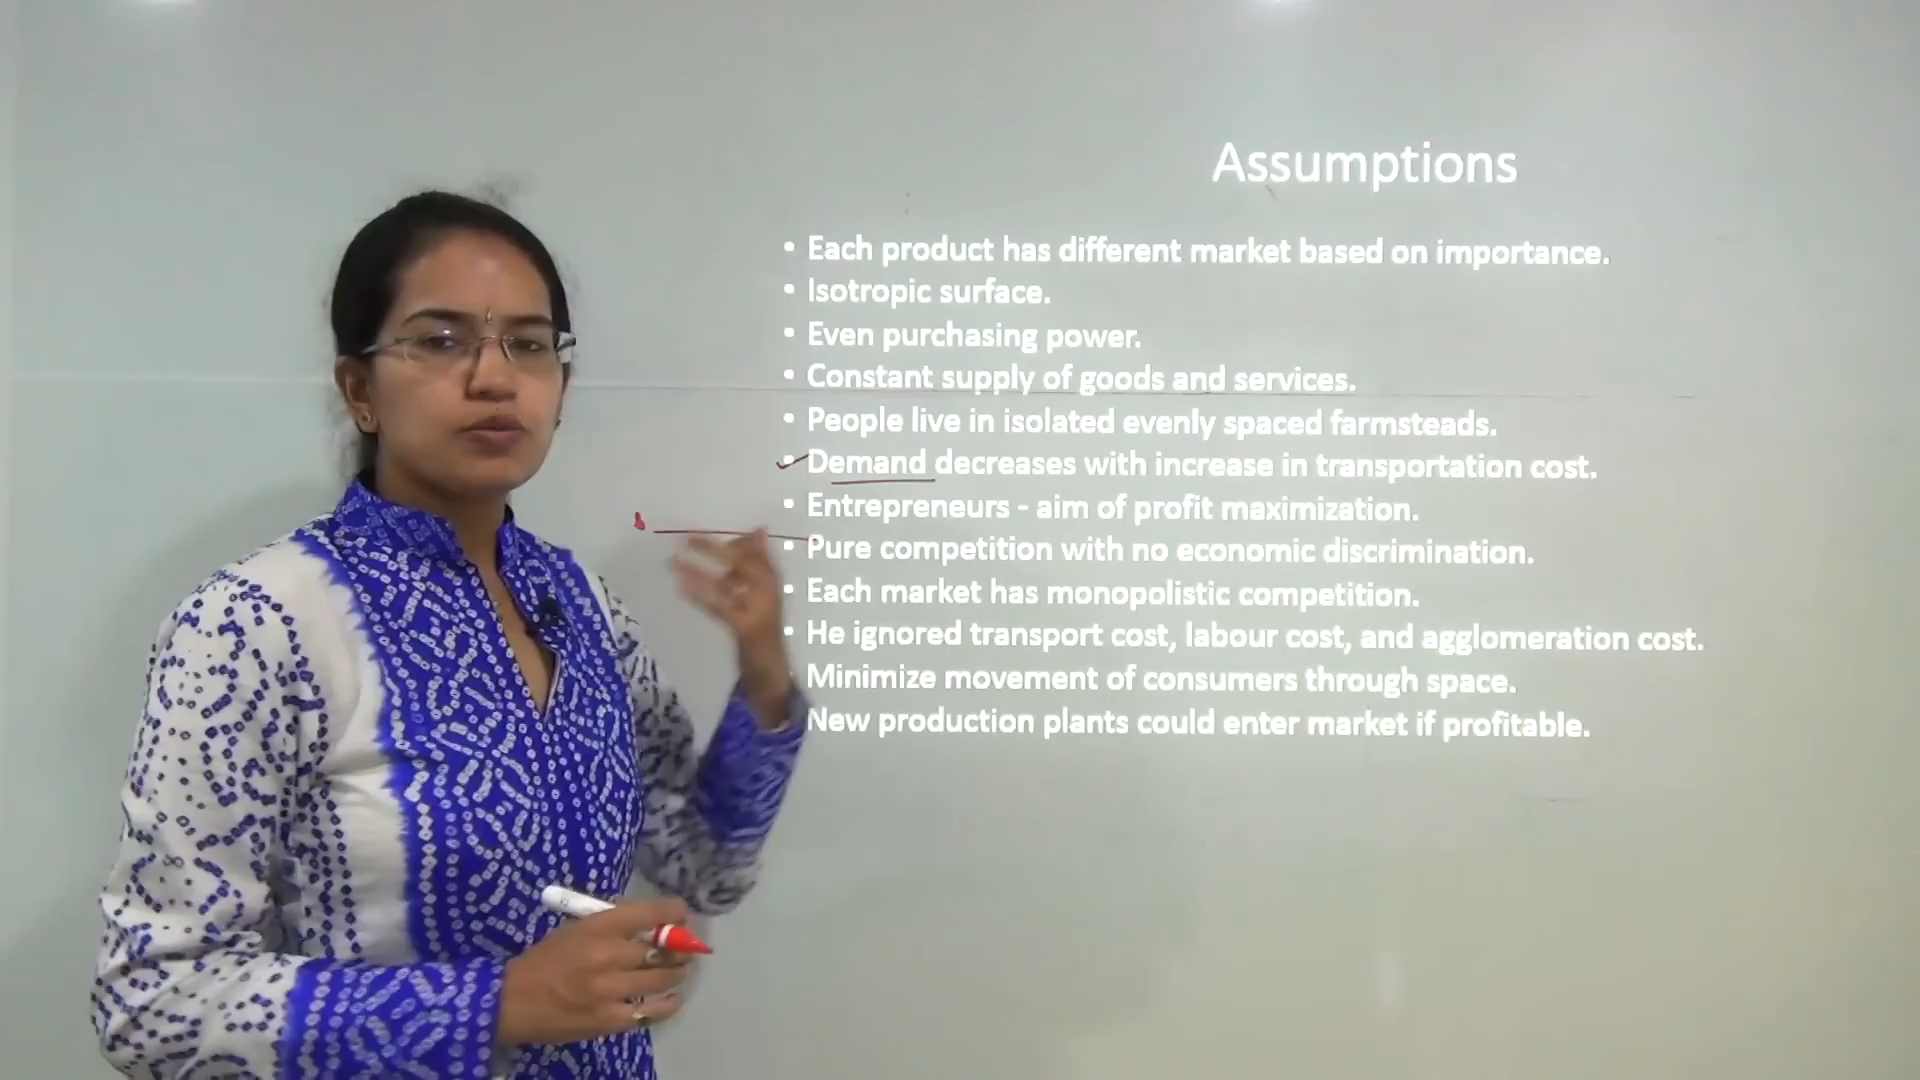 Assumptions
• Each product has different market based on importance.
• Isotropic surface.
• Even purchasing power.
• Constant supply of goods and services.
• People live in isolated evenly spaced farmsteads.
• Demand decreases with increase in transportation cost.
• Entrepreneurs - aim of profit maximization.
• Pure competition with no economic discrimination.
• Each market has monopolistic competition.
• He ignored transport cost, labour cost, and agglomeration cost.
Minimize movement of consumers through space.
New production plants could enter market if profitable.